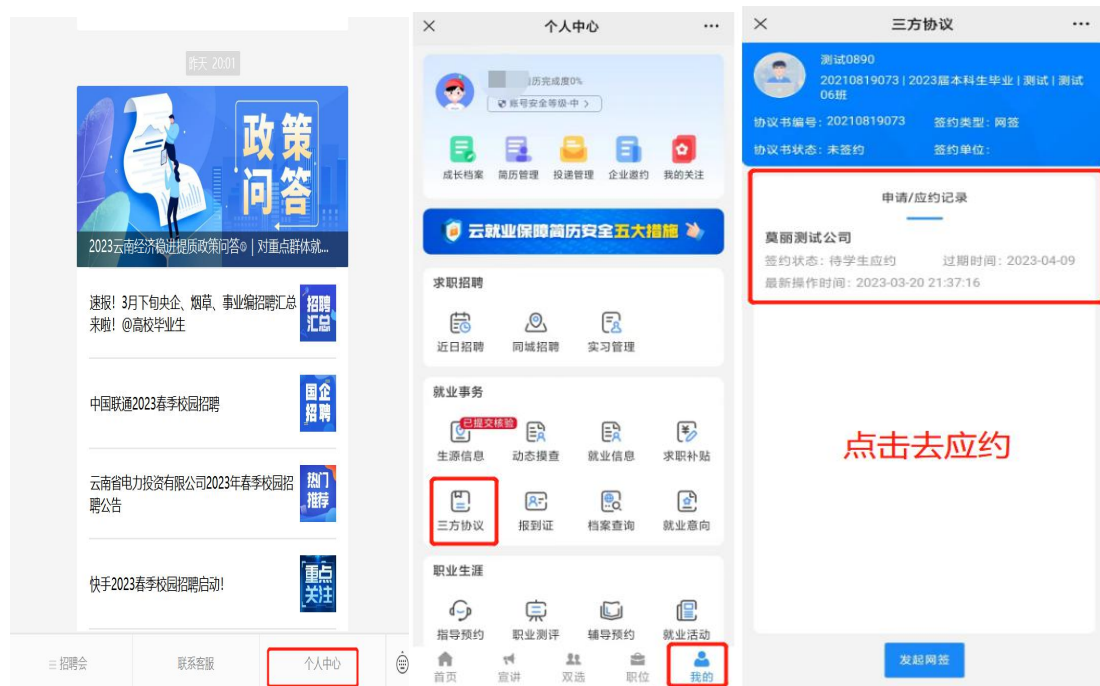 昨天 20:01
政策
问答
2023云南经济稳进提质政策问答⑩ | 对重点群体就...
速报！3月下旬央企、烟草、事业编招聘汇总
来啦！@高校毕业生
招聘
汇总
中国联通2023春季校园招聘
国企
招聘
云南省电力投资有限公司2023年春季校园招
聘公告
热门
推荐
快手2023春季校园招聘启动!
重点
关注
招聘会
联系客服
个人中心
个人中心
历完成度0%
账号安全等级-中 >
成长档案 简历管理 投递管理 企业邀约 我的关注
云就业保障简历安全五大措施
求职招聘
近日招聘 同城招聘 实习管理
就业事务
已提交核验
生源信息 动态摸查 就业信息 求职补贴
三方协议 报到证 档案查询 就业意向
职业生涯
指导预约 职业测评 辅导预约 就业活动
首页 宣讲 双选 职位 我的
三方协议
测试0890
20210819073 | 2023届本科生毕业 | 测试 | 测试
06班
协议书编号: 20210819073 签约类型: 网签
协议书状态: 未签约 签约单位:
申请/应约记录
莫丽测试公司
签约状态: 待学生应约 过期时间: 2023-04-09
最新操作时间: 2023-03-20 21:37:16
点击去应约
发起网签